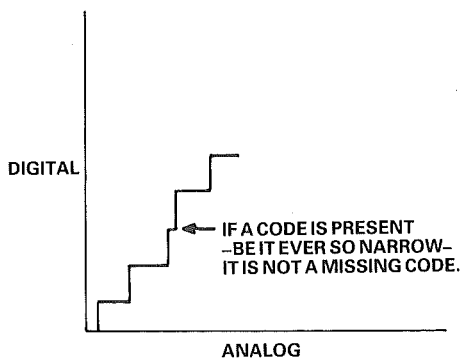 DIGITAL
IF A CODE IS PRESENT
–BE IT EVER SO NARROW–
IT IS NOT A MISSING CODE.
ANALOG